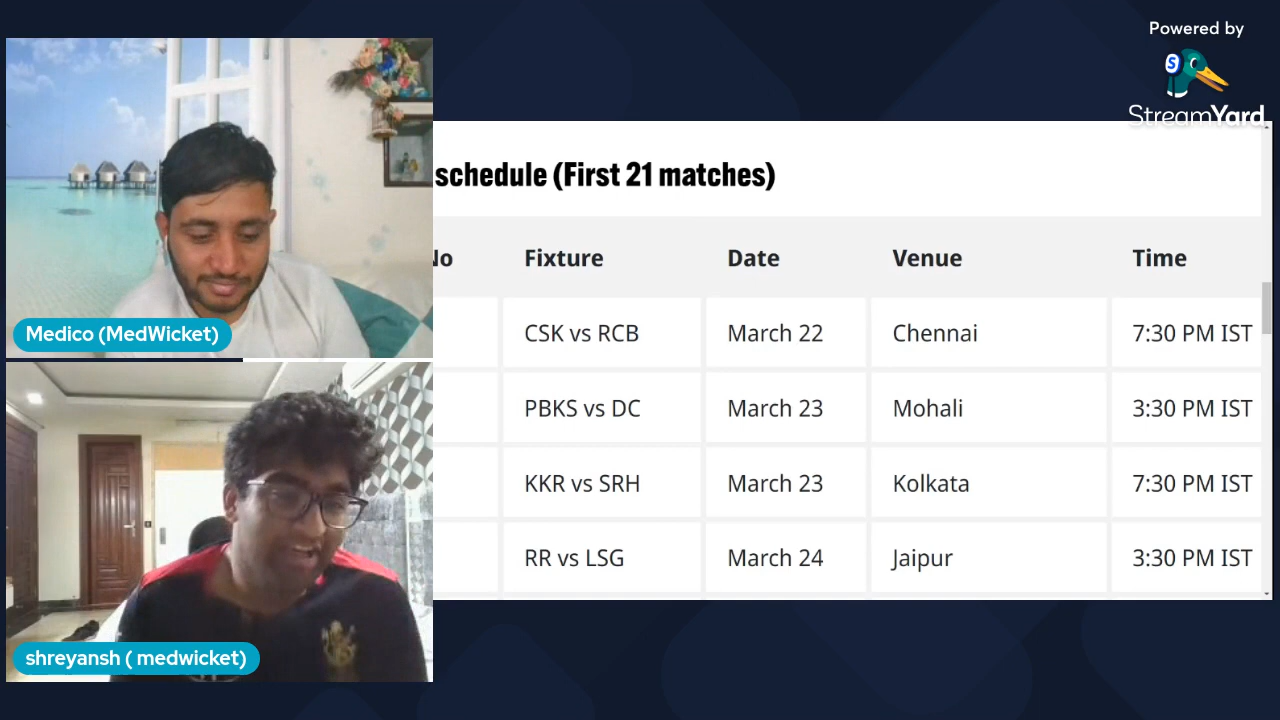 Powered by
StreamYard
schedule (First 21 matches)
No Fixture Date Venue Time
CSK vs RCB March 22 Chennai 7:30 PM IST
PBKS vs DC March 23 Mohali 3:30 PM IST
KKR vs SRH March 23 Kolkata 7:30 PM IST
RR vs LSG March 24 Jaipur 3:30 PM IST
Medico (MedWicket)
shreyansh ( medwicket)